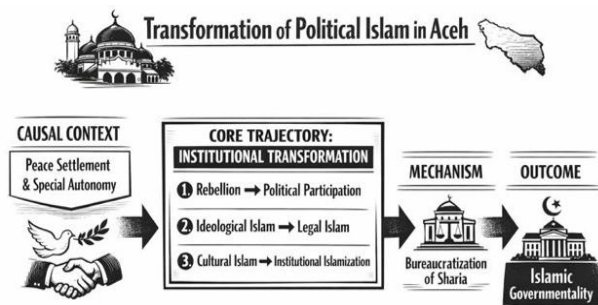 Transformation of Political Islam in Aceh
CAUSAL CONTEXT
Peace Settlement
& Special Autonomy
CORE TRAJECTORY:
INSTITUTIONAL TRANSFORMATION
1. Rebellion → Political Participation
2. Ideological Islam → Legal Islam
3. Cultural Islam → Institutional Islamization
MECHANISM
Bureaucratization
of Sharia
OUTCOME
Islamic
Governmentality